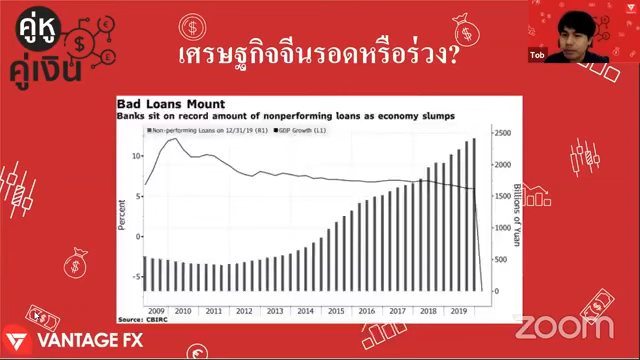 คู่หู
คู่เงิน
เศรษฐกิจจีนรอดหรือร่วง?
Tob
Bad Loans Mount
Banks sit on record amount of nonperforming loans as economy slumps
Non-performing Loans on 12/31/19 (R1) GDP Growth (L1)
2500
10
2000
5
1500
0
1000
500
-5
0
Percent
Billions of Yuan
2009 2010 2011 2012 2013 2014 2015 2016 2017 2018 2019
Source: CBIRC
VANTAGE FX
zoom